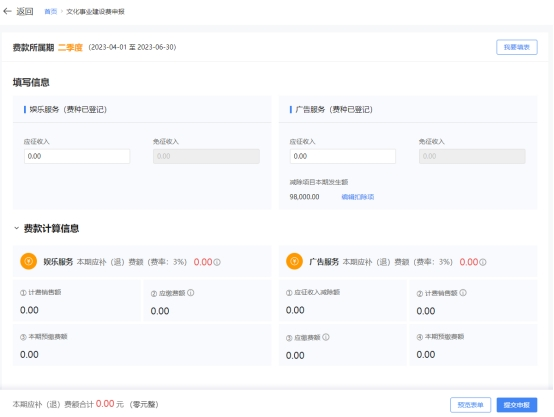 ← 返回 首页 > 文化事业建设费申报
费款所属期 二季度 (2023-04-01 至 2023-06-30) 我要填表
填写信息
娱乐服务（费种已登记）
应征收入 免征收入
0.00 0.00
广告服务（费种已登记）
应征收入 免征收入
0.00 0.00
减除项目本期发生额
98,000.00 编辑扣除项
费款计算信息
娱乐服务 本期应补（退）费额（费率：3%） 0.00
① 计费销售额 ② 应缴费额
0.00 0.00
③ 本期预缴费额
0.00
广告服务 本期应补（退）费额（费率：3%） 0.00
① 应征收入减除额 ② 计费销售额
0.00 0.00
③ 应缴费额 ④ 本期预缴费额
0.00 0.00
本期应补（退）费额合计 0.00 元 （零元整） 预览表单 提交申报